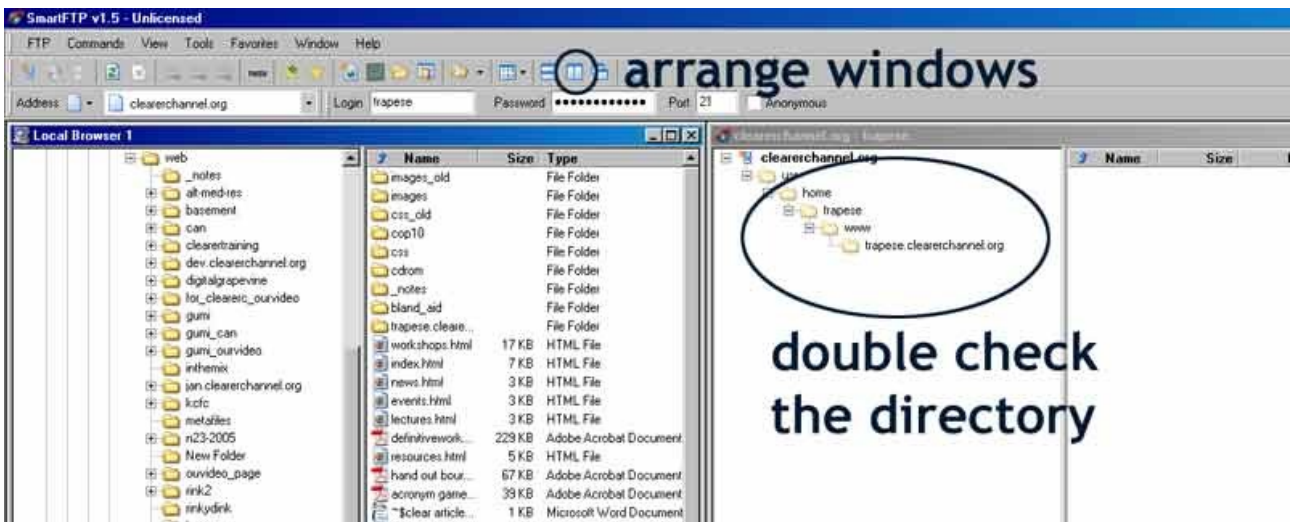 SmartFTP v1.5 - Unlicensed
FTP Commands View Tools Favorites Window Help
arrange windows
Address clearerchannel.org Login trapese Password •••••••••••• Port 21 Anonymous
Local Browser 1
clearerchannel.org - trapese
web
_notes
alt-med-res
basement
can
clearertraining
dev.clearerchannel.org
digitalgrapevine
for_clearerc_ourvideo
gumi
gumi_can
gumi_ourvideo
inthemix
jan.clearerchannel.org
kcfc
metafiles
n23-2005
New Folder
ouvideo_page
rink2
rinkydink
Name Size Type
images_old File Folder
images File Folder
css_old File Folder
cop10 File Folder
css File Folder
cdrom File Folder
_notes File Folder
bland_aid File Folder
trapese.cleare... File Folder
workshops.html 17 KB HTML File
index.html 7 KB HTML File
news.html 3 KB HTML File
events.html 3 KB HTML File
lectures.html 3 KB HTML File
definitivework... 229 KB Adobe Acrobat Document
resources.html 5 KB HTML File
hand out bour... 67 KB Adobe Acrobat Document
acronym game... 39 KB Adobe Acrobat Document
~$clear article... 1 KB Microsoft Word Document
clearerchannel.org
home
trapese
www
trapese.clearerchannel.org
Name Size
double check
the directory